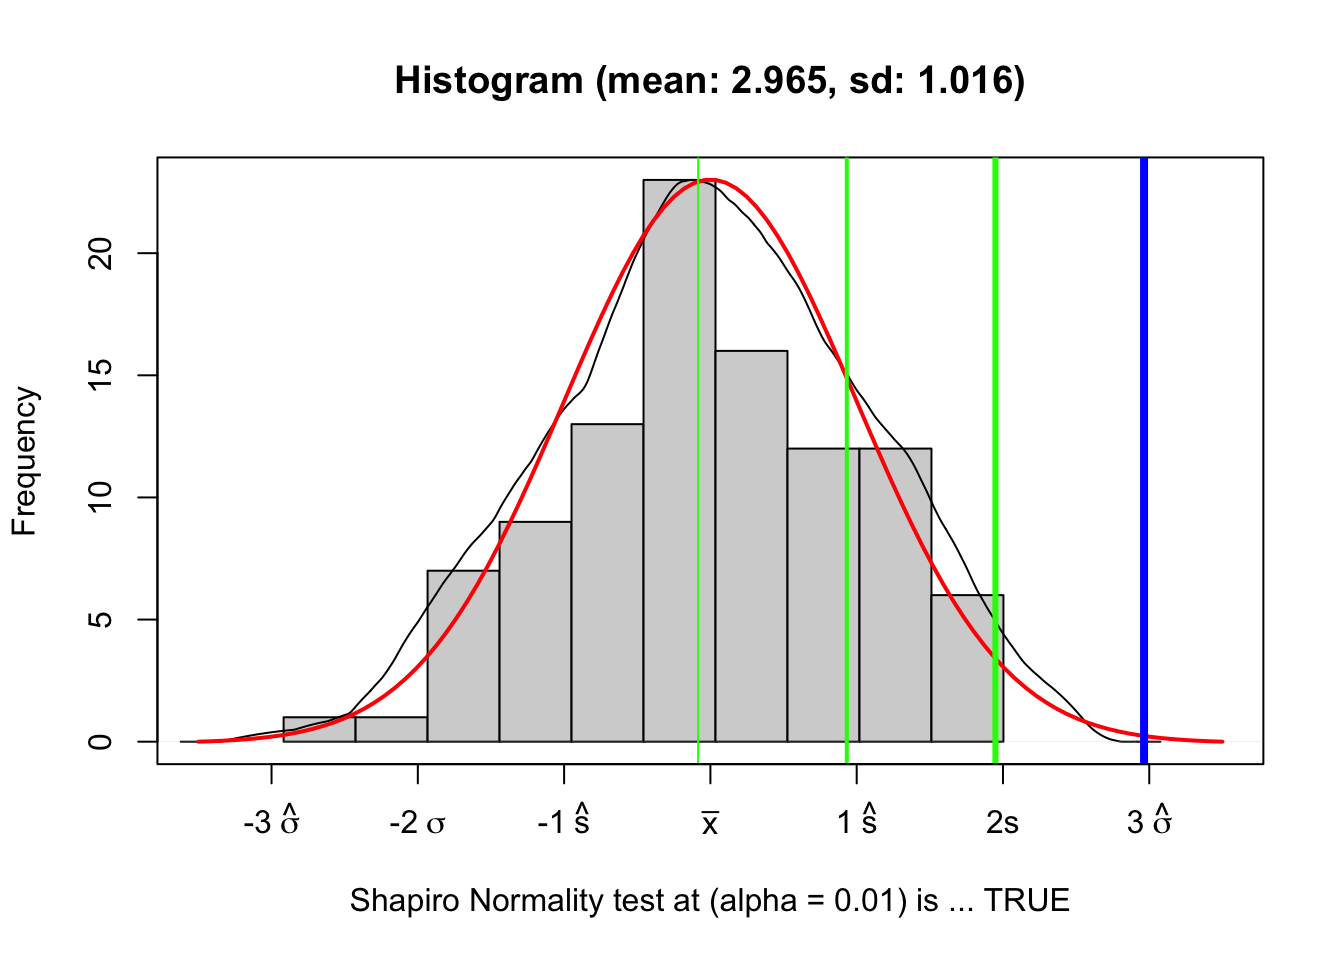 Histogram (mean: 2.965, sd: 1.016)
Frequency
20
15
10
5
0
-3 σ̂ -2 σ -1 ŝ x̅ 1 ŝ 2s 3 σ̂
Shapiro Normality test at (alpha = 0.01) is ... TRUE